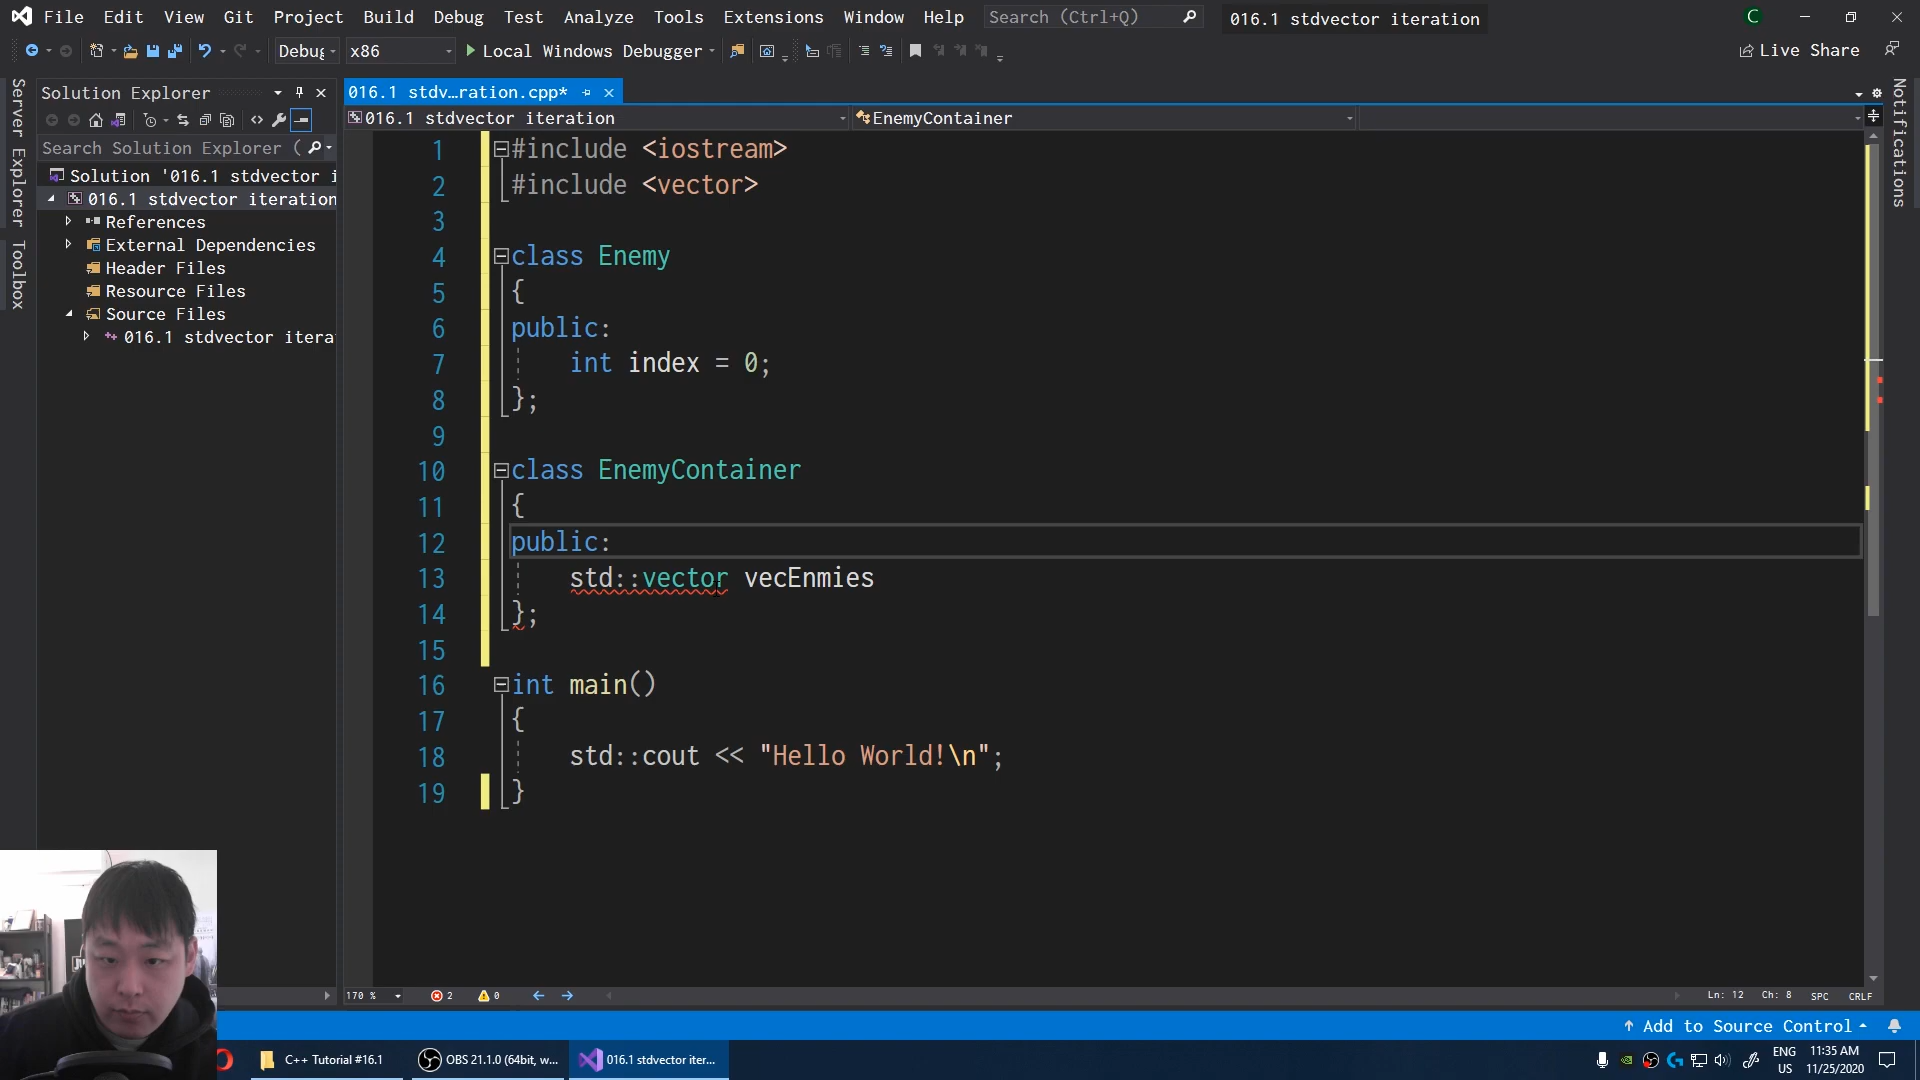 File Edit View Git Project Build Debug Test Analyze Tools Extensions Window Help Search (Ctrl+Q) 016.1 stdvector iteration C
Debug x86 Local Windows Debugger Live Share
Server Explorer
Toolbox
Solution Explorer
Search Solution Explorer (
Solution '016.1 stdvector i
016.1 stdvector iteration
References
External Dependencies
Header Files
Resource Files
Source Files
016.1 stdvector itera
016.1 stdv...ration.cpp*
016.1 stdvector iteration EnemyContainer
1 #include <iostream>
2 #include <vector>
3
4 class Enemy
5 {
6 public:
7 int index = 0;
8 };
9
10 class EnemyContainer
11 {
12 public:
13 std::vector vecEnmies
14 };
15
16 int main()
17 {
18 std::cout << "Hello World!\n";
19 }
Notifications
170 % 2 0 Ln: 12 Ch: 8 SPC CRLF
Add to Source Control
C++ Tutorial #16.1 OBS 21.1.0 (64bit, w... 016.1 stdvector iter... ENG US 11:35 AM 11/25/2020